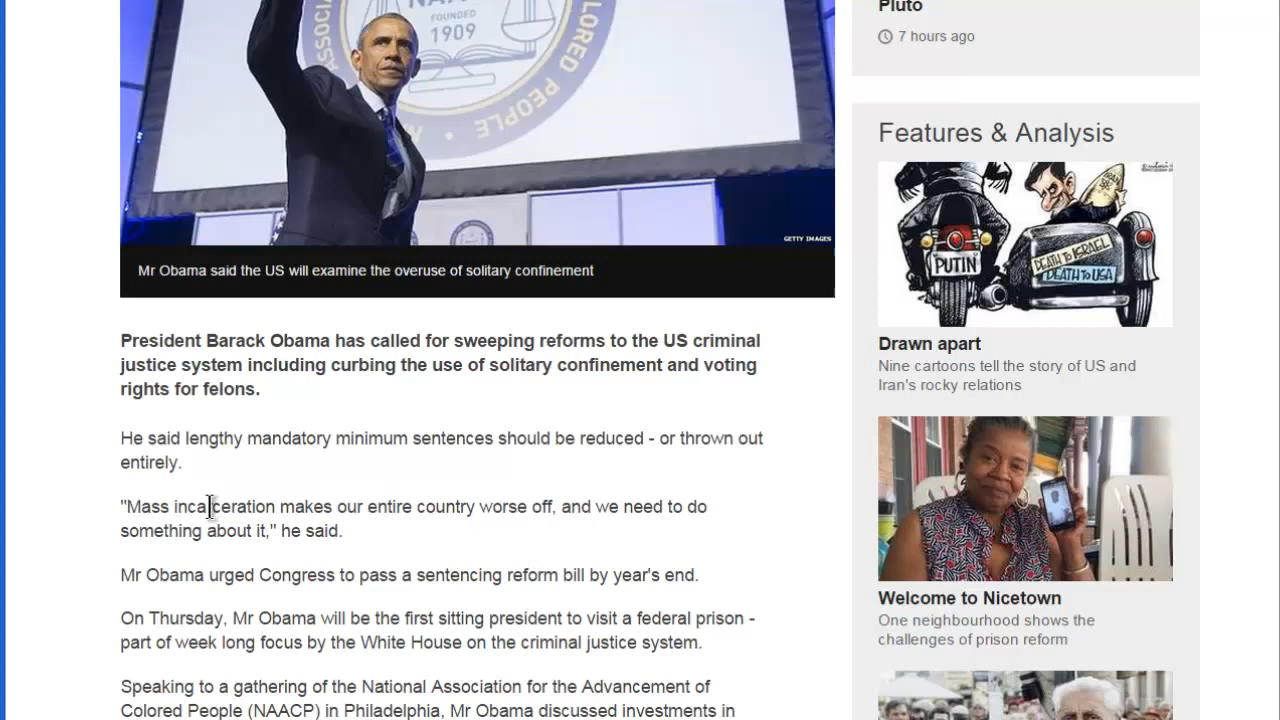 ASSOCIA
NAAC
FOUNDED
1909
LORED PEOPLE
GETTY IMAGES
Mr Obama said the US will examine the overuse of solitary confinement
President Barack Obama has called for sweeping reforms to the US criminal
justice system including curbing the use of solitary confinement and voting
rights for felons.
He said lengthy mandatory minimum sentences should be reduced - or thrown out
entirely.
"Mass incarceration makes our entire country worse off, and we need to do
something about it," he said.
Mr Obama urged Congress to pass a sentencing reform bill by year's end.
On Thursday, Mr Obama will be the first sitting president to visit a federal prison -
part of week long focus by the White House on the criminal justice system.
Speaking to a gathering of the National Association for the Advancement of
Colored People (NAACP) in Philadelphia, Mr Obama discussed investments in
Pluto
7 hours ago
Features & Analysis
PUTIN
DEATH TO ISRAEL
DEATH TO USA
Drawn apart
Nine cartoons tell the story of US and
Iran's rocky relations
Welcome to Nicetown
One neighbourhood shows the
challenges of prison reform